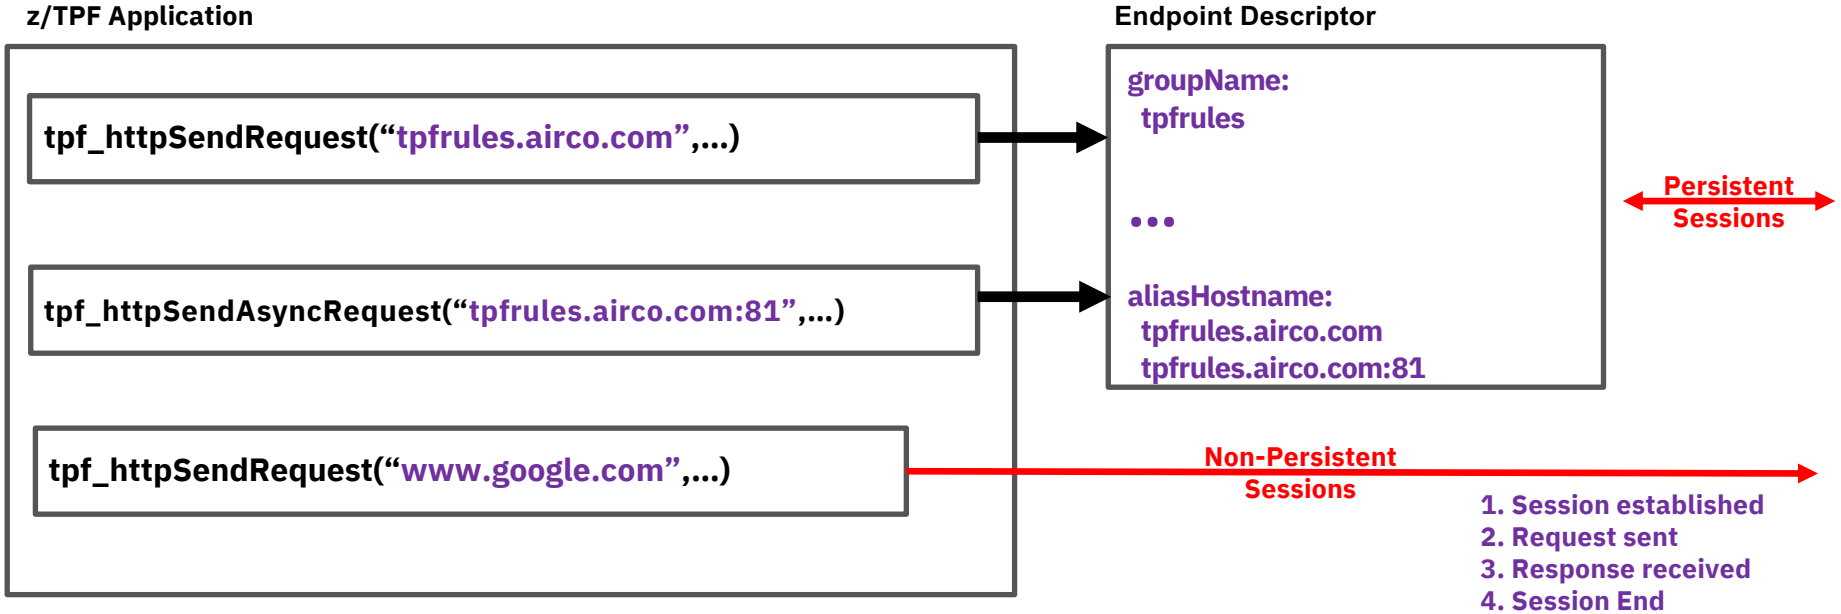 z/TPF Application
Endpoint Descriptor
tpf_httpSendRequest(“tpfrules.airco.com”,...)
groupName:
tpfrules
...
Persistent
Sessions
tpf_httpSendAsyncRequest(“tpfrules.airco.com:81”,...)
aliasHostname:
tpfrules.airco.com
tpfrules.airco.com:81
tpf_httpSendRequest(“www.google.com”,...)
Non-Persistent
Sessions
1. Session established
2. Request sent
3. Response received
4. Session End